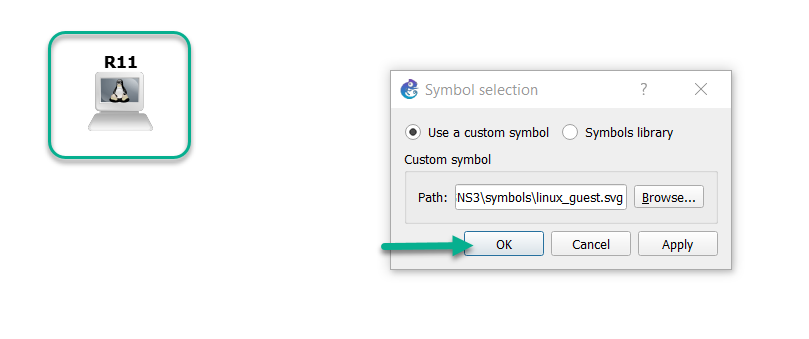 R11
Symbol selection
Use a custom symbol
Symbols library
Custom symbol
Path:
NS3\symbols\linux_guest.svg
Browse...
OK
Cancel
Apply